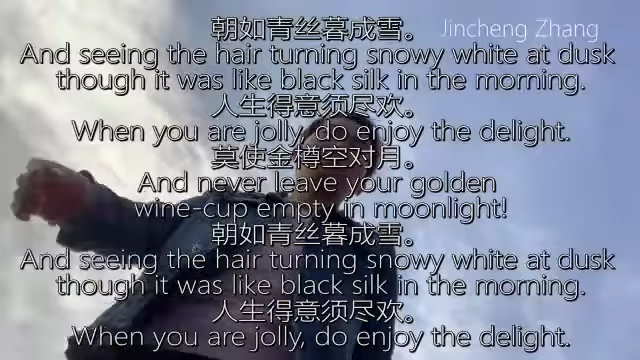 Jincheng Zhang
朝如青丝暮成雪。
And seeing the hair turning snowy white at dusk
though it was like black silk in the morning.
人生得意须尽欢。
When you are jolly, do enjoy the delight.
莫使金樽空对月。
And never leave your golden
wine-cup empty in moonlight!
朝如青丝暮成雪。
And seeing the hair turning snowy white at dusk
though it was like black silk in the morning.
人生得意须尽欢。
When you are jolly, do enjoy the delight.